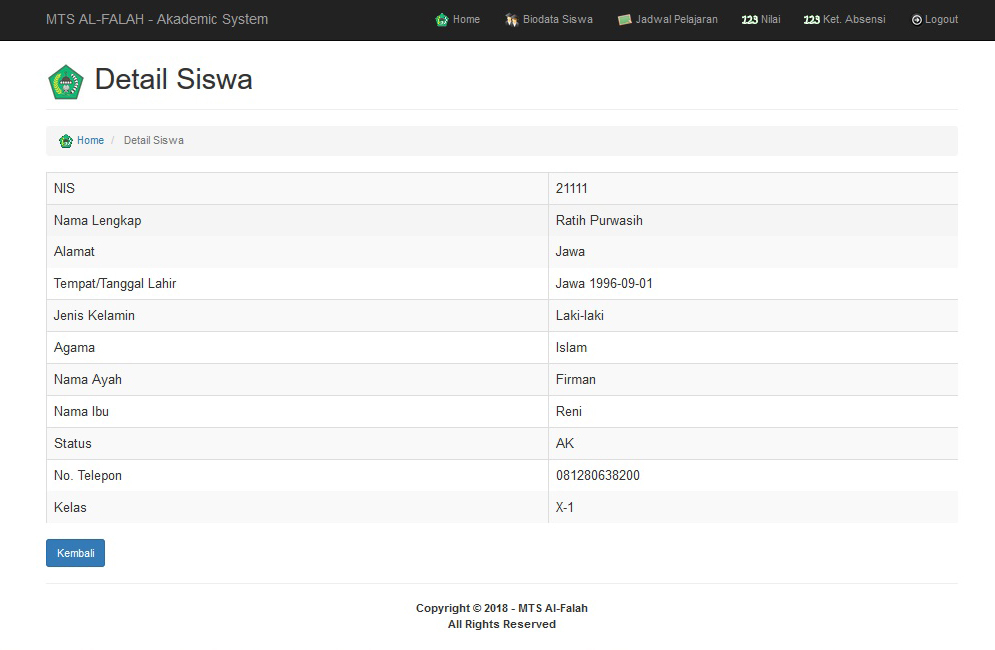 MTS AL-FALAH - Akademic System Home Biodata Siswa Jadwal Pelajaran 123 Nilai 123 Ket. Absensi Logout
Detail Siswa
Home / Detail Siswa
NIS 21111
Nama Lengkap Ratih Purwasih
Alamat Jawa
Tempat/Tanggal Lahir Jawa 1996-09-01
Jenis Kelamin Laki-laki
Agama Islam
Nama Ayah Firman
Nama Ibu Reni
Status AK
No. Telepon 081280638200
Kelas X-1
Kembali
Copyright © 2018 - MTS Al-Falah
All Rights Reserved